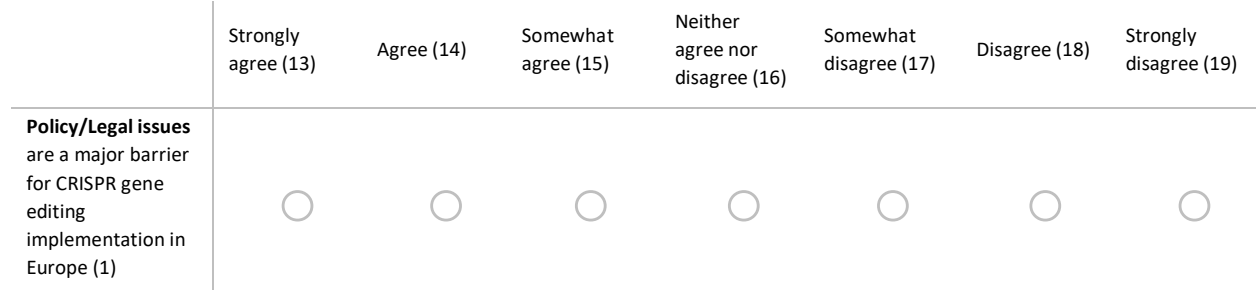 Strongly
agree (13)
Agree (14)
Somewhat
agree (15)
Neither
agree nor
disagree (16)
Somewhat
disagree (17)
Disagree (18)
Strongly
disagree (19)
Policy/Legal issues
are a major barrier
for CRISPR gene
editing
implementation in
Europe (1)